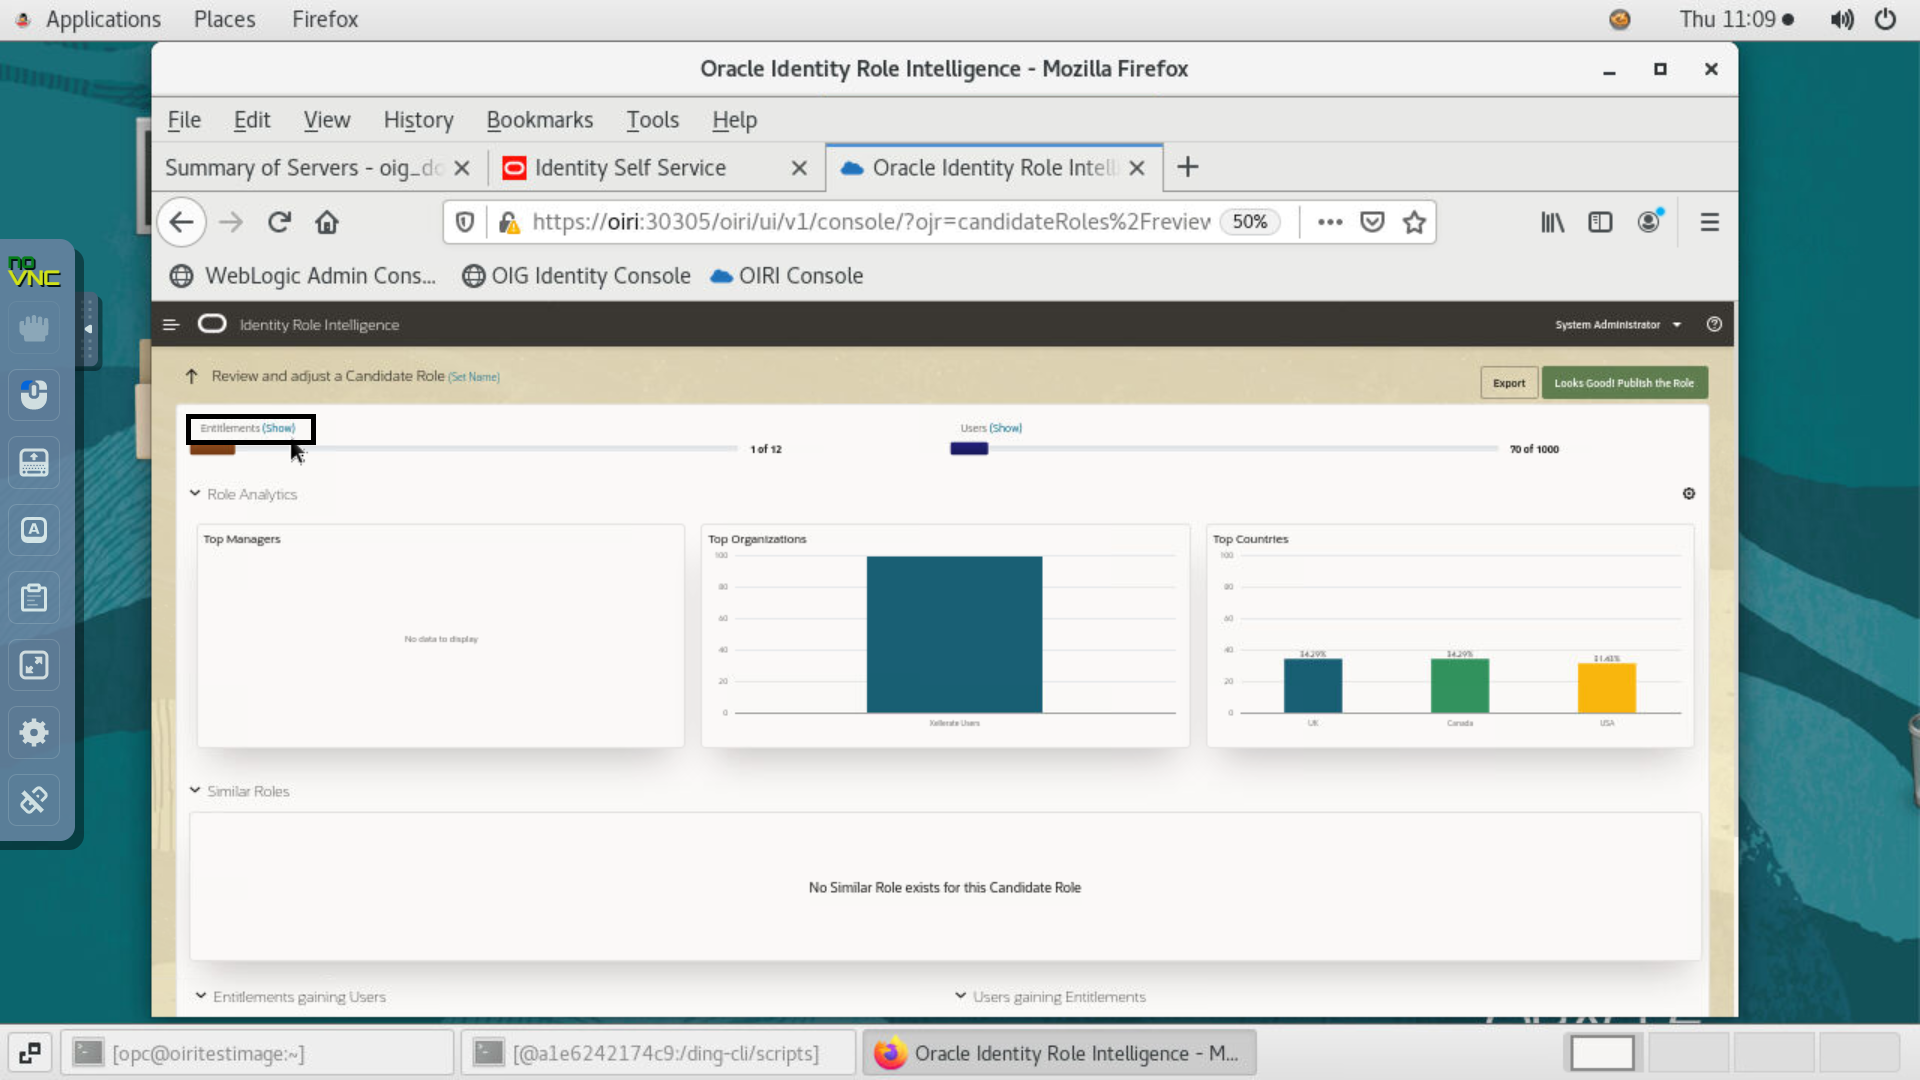 Applications Places Firefox Thu 11:09
Oracle Identity Role Intelligence - Mozilla Firefox
File Edit View History Bookmarks Tools Help
Summary of Servers - oig_do Identity Self Service Oracle Identity Role Intell
https://oiri:30305/oiri/ui/v1/console/?ojr=candidateRoles%2Freview 50%
no
VNC
WebLogic Admin Cons... OIG Identity Console OIRI Console
Identity Role Intelligence System Administrator
Review and adjust a Candidate Role (Set Name) Export Looks Good! Publish the Role
Entitlements (Show) Users (Show)
1 of 12 70 of 1000
Role Analytics
Top Managers Top Organizations Top Countries
100 100
80 80
60 60
No data to display
40 40 34.29% 34.29% 31.43%
20 20
0 0
Xellerate Users UK Canada USA
Similar Roles
No Similar Role exists for this Candidate Role
Entitlements gaining Users Users gaining Entitlements
[opc@oiritestimage:~] [@a1e6242174c9:/ding-cli/scripts] Oracle Identity Role Intelligence - M...